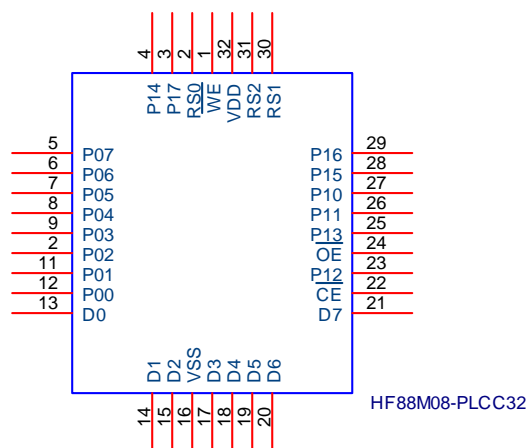 4 3 2 1 32 31 30
P14 P17 RS0 WE VDD RS2 RS1
5 P07 P16 29
6 P06 P15 28
7 P05 P10 27
8 P04 P11 26
9 P03 P13 25
2 P02 OE 24
11 P01 P12 23
12 P00 CE 22
13 D0 D7 21
D1 D2 VSS D3 D4 D5 D6
14 15 16 17 18 19 20
HF88M08-PLCC32